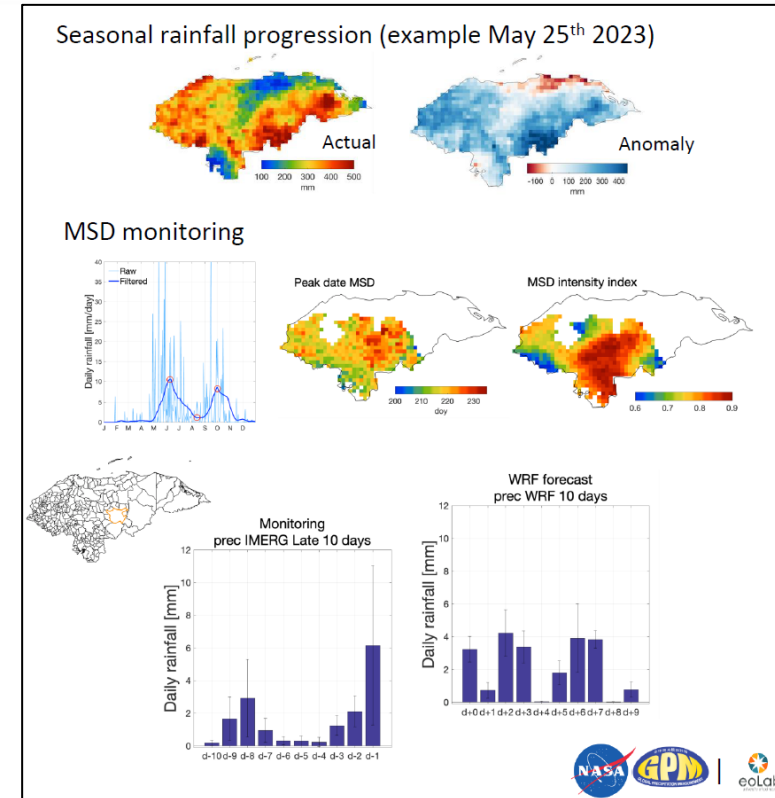 Seasonal rainfall progression (example May 25th 2023)
Actual
100 200 300 400 500
mm
Anomaly
-100 0 100 200 300 400
mm
MSD monitoring
40
35
30
25
20
15
10
5
0
Daily rainfall [mm/day]
Raw
Filtered
J F M A M J J A S O N D
Peak date MSD
200 210 220 230
doy
MSD intensity index
0.6 0.7 0.8 0.9
Monitoring
prec IMERG Late 10 days
12
10
8
6
4
2
0
Daily rainfall [mm]
d-10 d-9 d-8 d-7 d-6 d-5 d-4 d-3 d-2 d-1
WRF forecast
prec WRF 10 days
12
10
8
6
4
2
0
Daily rainfall [mm]
d+0 d+1 d+2 d+3 d+4 d+5 d+6 d+7 d+8 d+9
NASA
GPM
eoLab